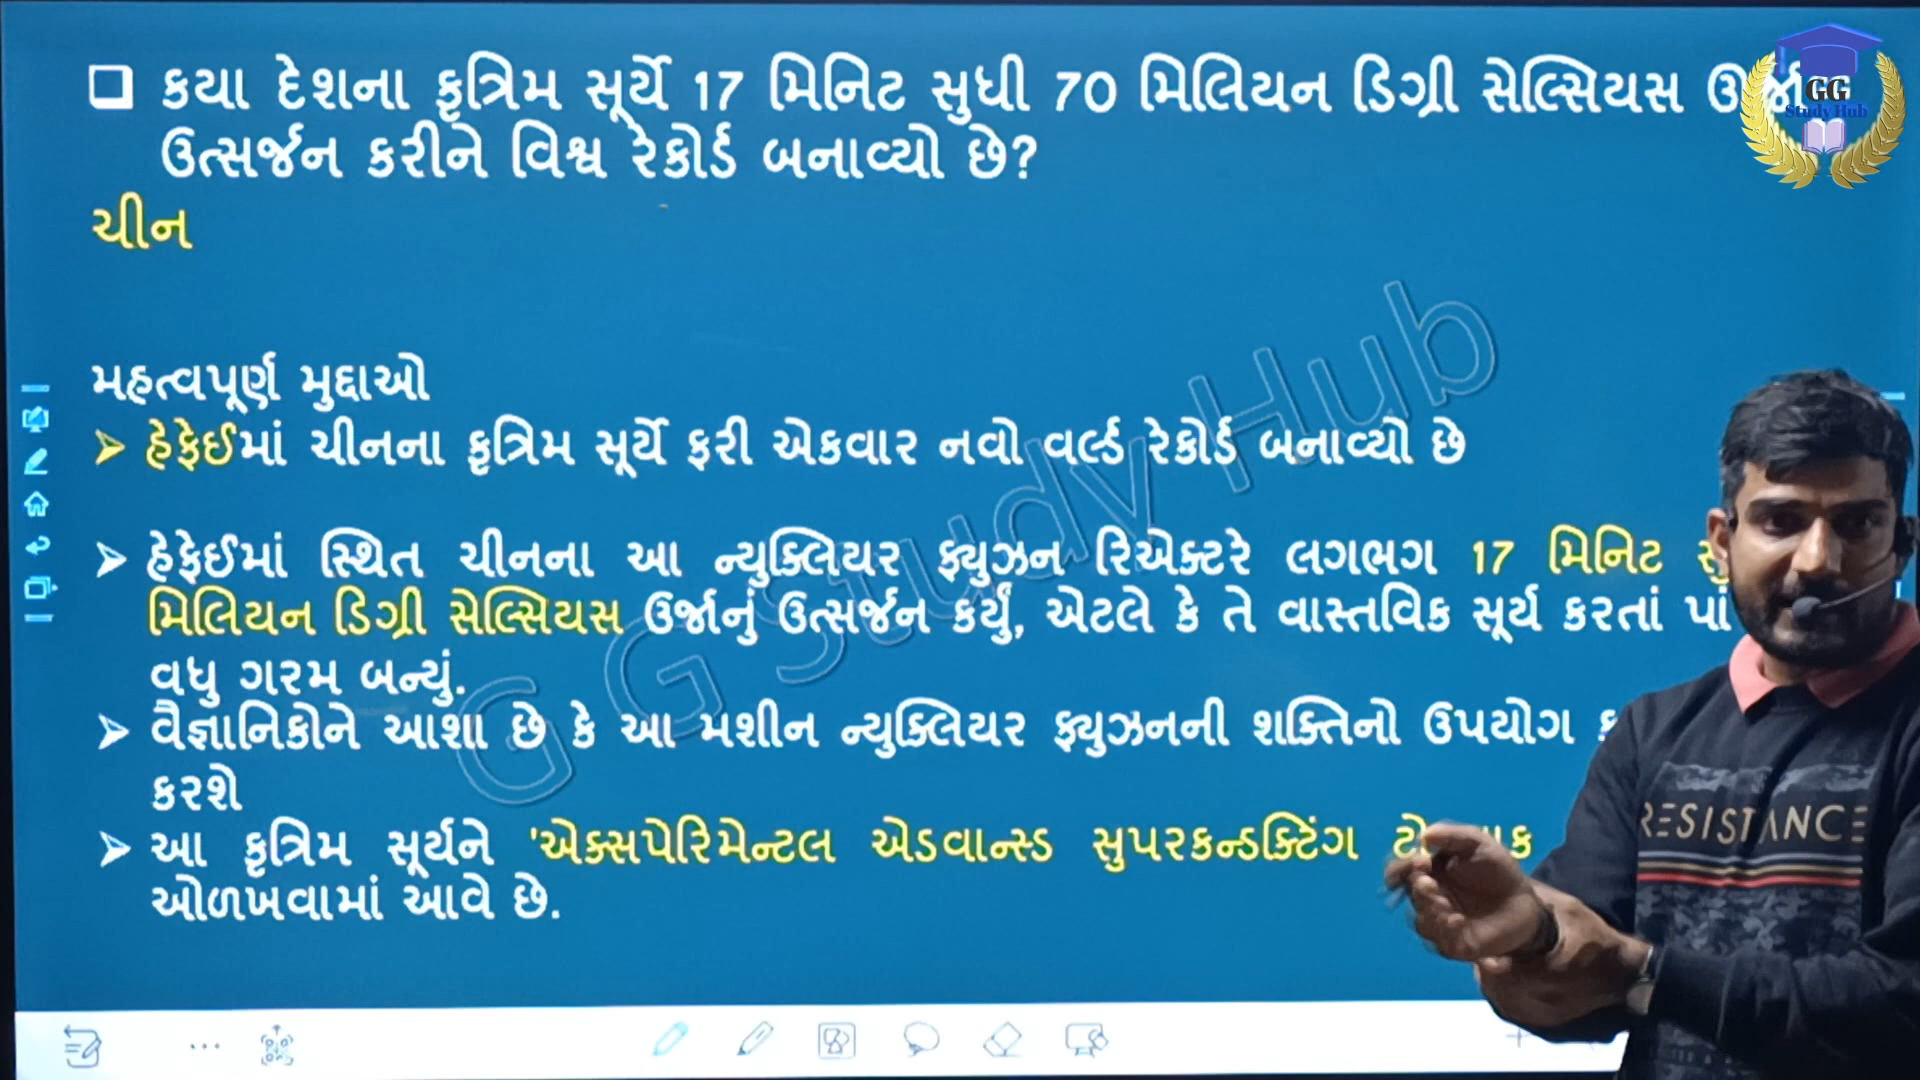 કયા દેશના કૃત્રિમ સૂર્યે 17 મિનિટ સુધી 70 મિલિયન ડિગ્રી સેલ્સિયસ
ઉત્સર્જન કરીને વિશ્વ રેકોર્ડ બનાવ્યો છે?
ચીન
મહત્વપૂર્ણ મુદ્દાઓ
હેફેઈમાં ચીનના કૃત્રિમ સૂર્યે ફરી એકવાર નવો વર્લ્ડ રેકોર્ડ બનાવ્યો છે
હેફેઈમાં સ્થિત ચીનના આ ન્યુક્લિયર ફ્યુઝન રિએક્ટરે લગભગ 17 મિનિટ
મિલિયન ડિગ્રી સેલ્સિયસ ઉર્જાનું ઉત્સર્જન કર્યું, એટલે કે તે વાસ્તવિક સૂર્ય કરતાં
વધુ ગરમ બન્યું.
વૈજ્ઞાનિકોને આશા છે કે આ મશીન ન્યુક્લિયર ફ્યુઝનની શક્તિનો ઉપયોગ
કરશે
આ કૃત્રિમ સૂર્યને 'એક્સપેરિમેન્ટલ એડવાન્સ્ડ સુપરકન્ડક્ટિંગ
ઓળખવામાં આવે છે.
G G Study Hub
GG
Study Hub
RESISTANCE